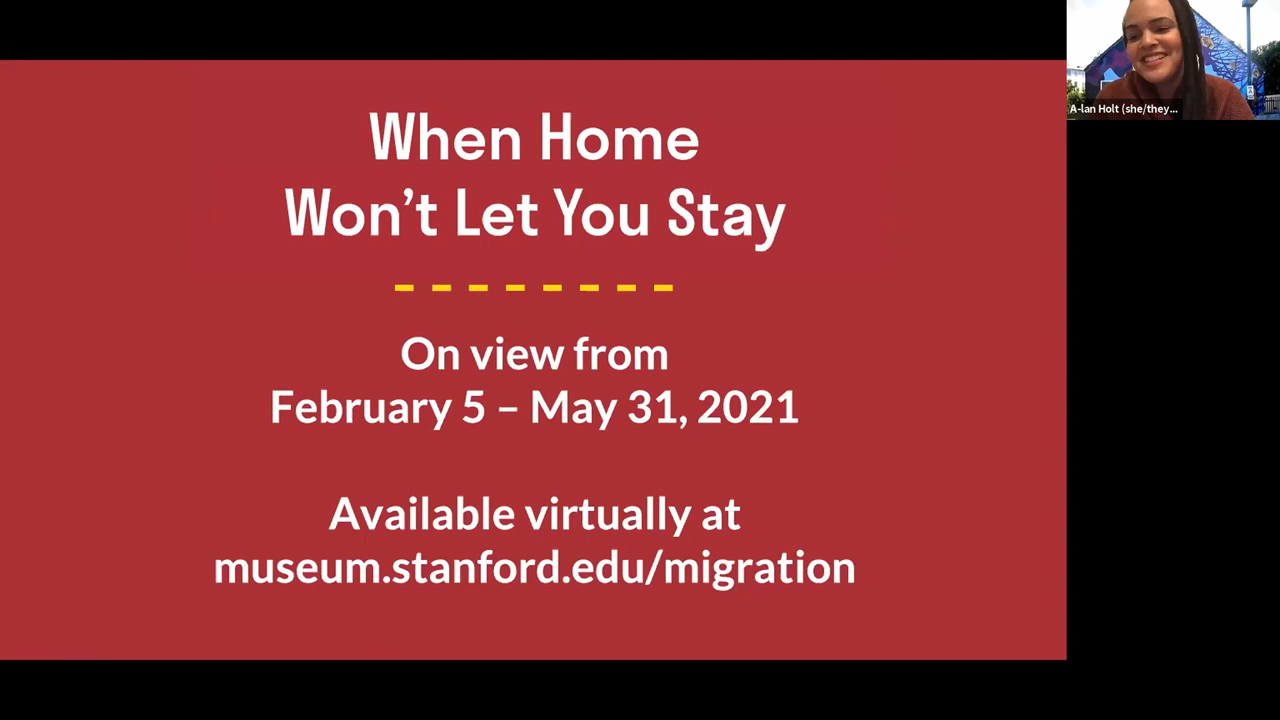 When Home
Won’t Let You Stay
On view from
February 5 – May 31, 2021
Available virtually at
museum.stanford.edu/migration
A-lan Holt (she/they...